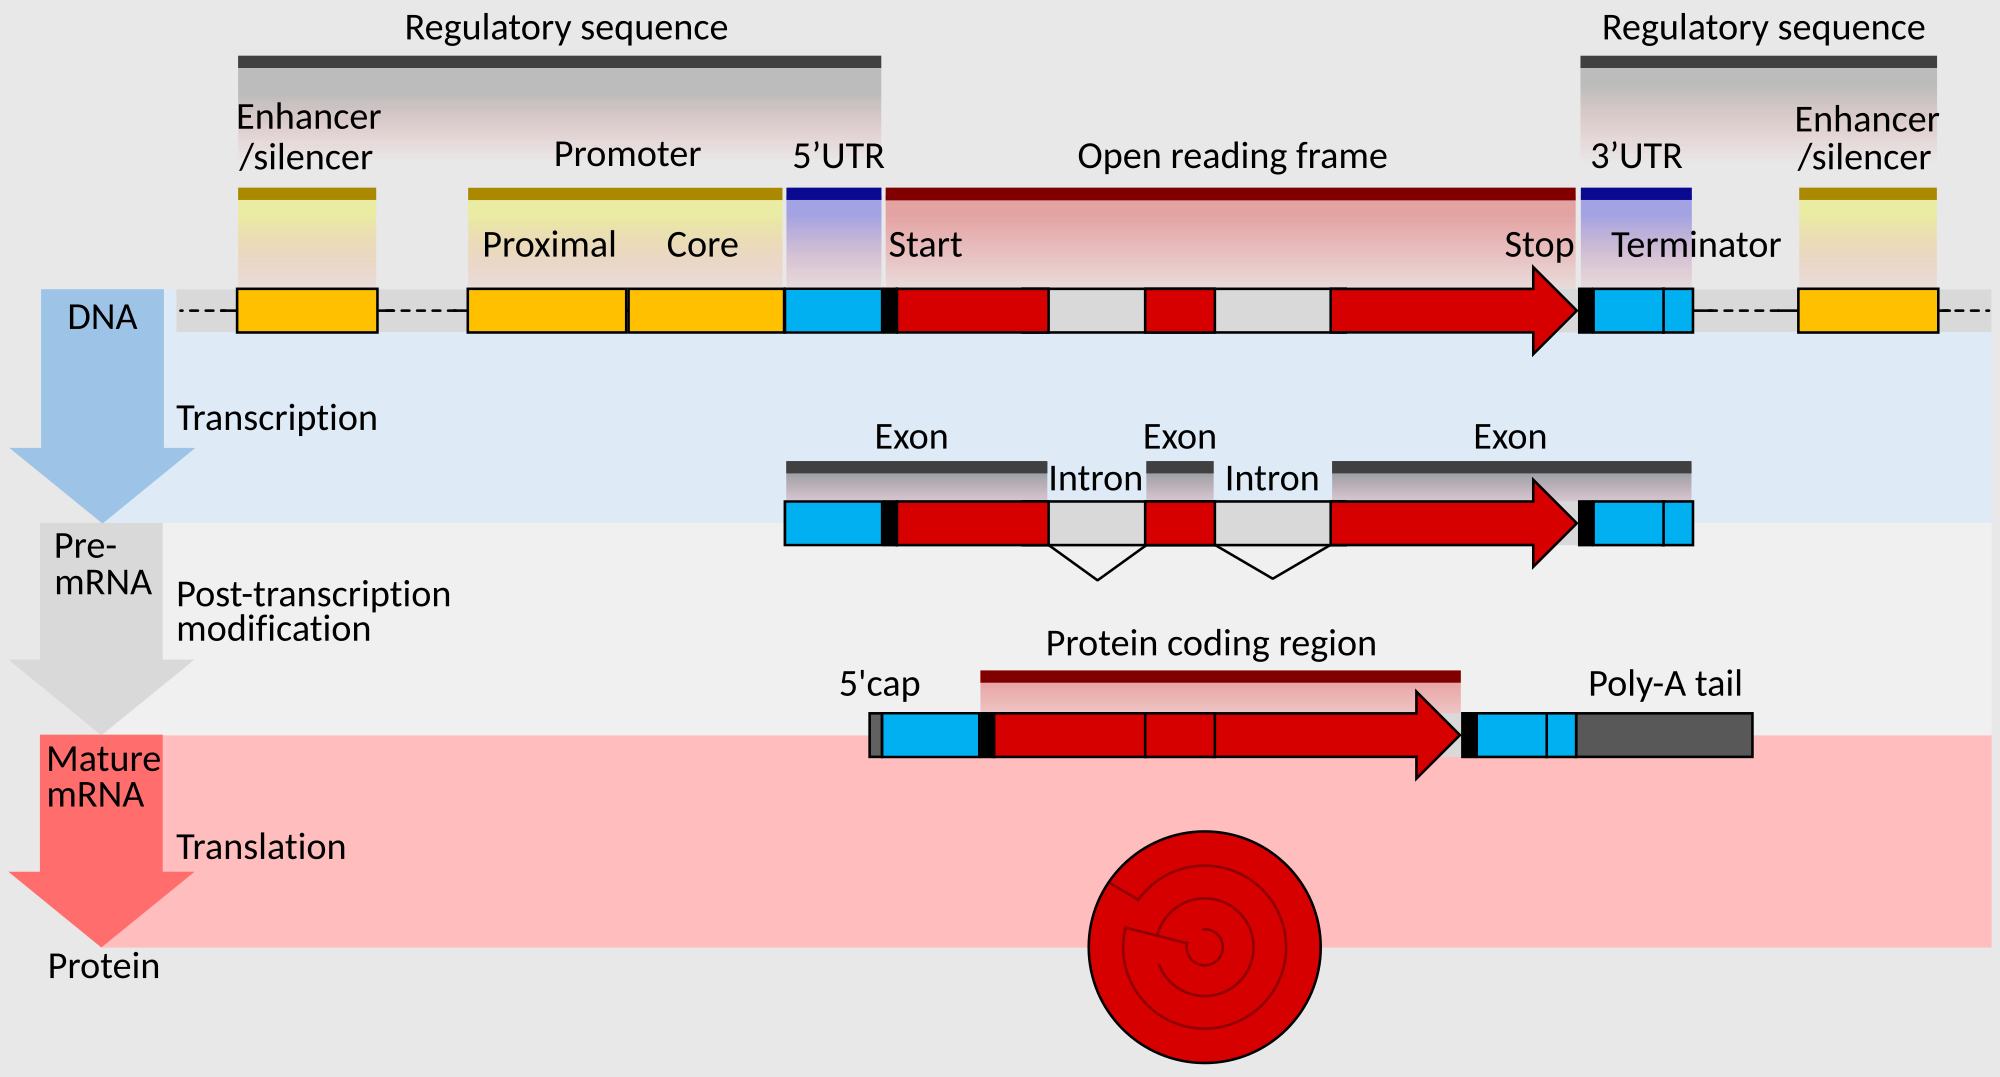 Regulatory sequence
Regulatory sequence
Enhancer
/silencer
Promoter
5’UTR
Open reading frame
3’UTR
Enhancer
/silencer
Proximal
Core
Start
Stop
Terminator
DNA
Transcription
Exon
Exon
Exon
Intron
Intron
Pre-
mRNA
Post-transcription
modification
Protein coding region
5'cap
Poly-A tail
Mature
mRNA
Translation
Protein